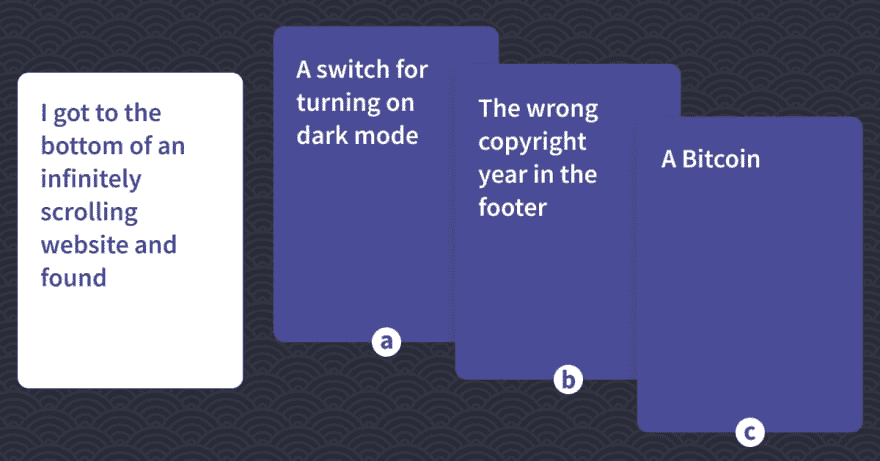 I got to the
bottom of an
infinitely
scrolling
website and
found
A switch for
turning on
dark mode
a
The wrong
copyright
year in the
footer
b
A Bitcoin
c